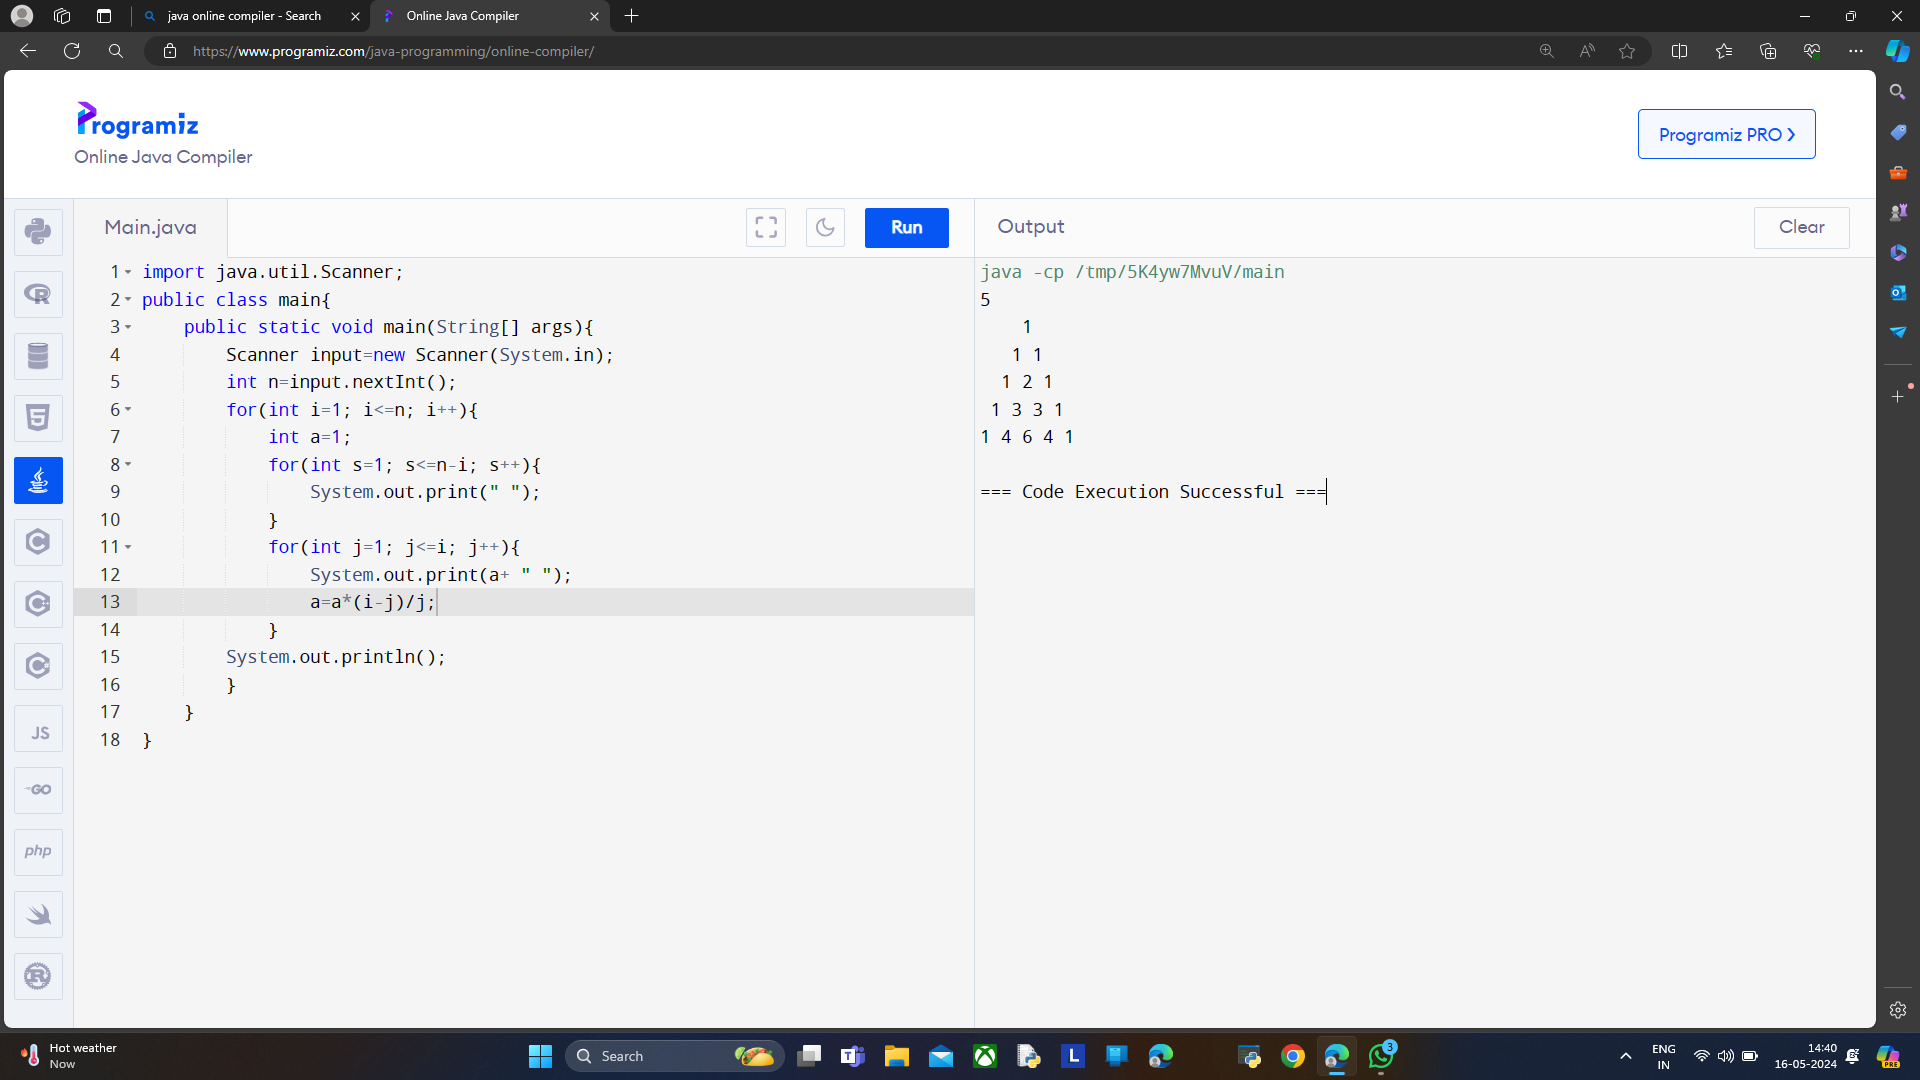 java online compiler - Search
Online Java Compiler
https://www.programiz.com/java-programming/online-compiler/
Programiz
Online Java Compiler
Programiz PRO ❯
Main.java
Run
Output
Clear
1 import java.util.Scanner;
2 public class main{
3     public static void main(String[] args){
4         Scanner input=new Scanner(System.in);
5         int n=input.nextInt();
6         for(int i=1; i<=n; i++){
7             int a=1;
8             for(int s=1; s<=n-i; s++){
9                 System.out.print(" ");
10             }
11             for(int j=1; j<=i; j++){
12                 System.out.print(a+ " ");
13                 a=a*(i-j)/j;
14             }
15         System.out.println();
16         }
17     }
18 }
java -cp /tmp/5K4yw7MvuV/main
5
    1
   1 1
  1 2 1
 1 3 3 1
1 4 6 4 1
=== Code Execution Successful ===
R
5
C
C
C
JS
GO
php
R
Hot weather
Now
Search
T
L
3
ENG
IN
14:40
16-05-2024
PRE